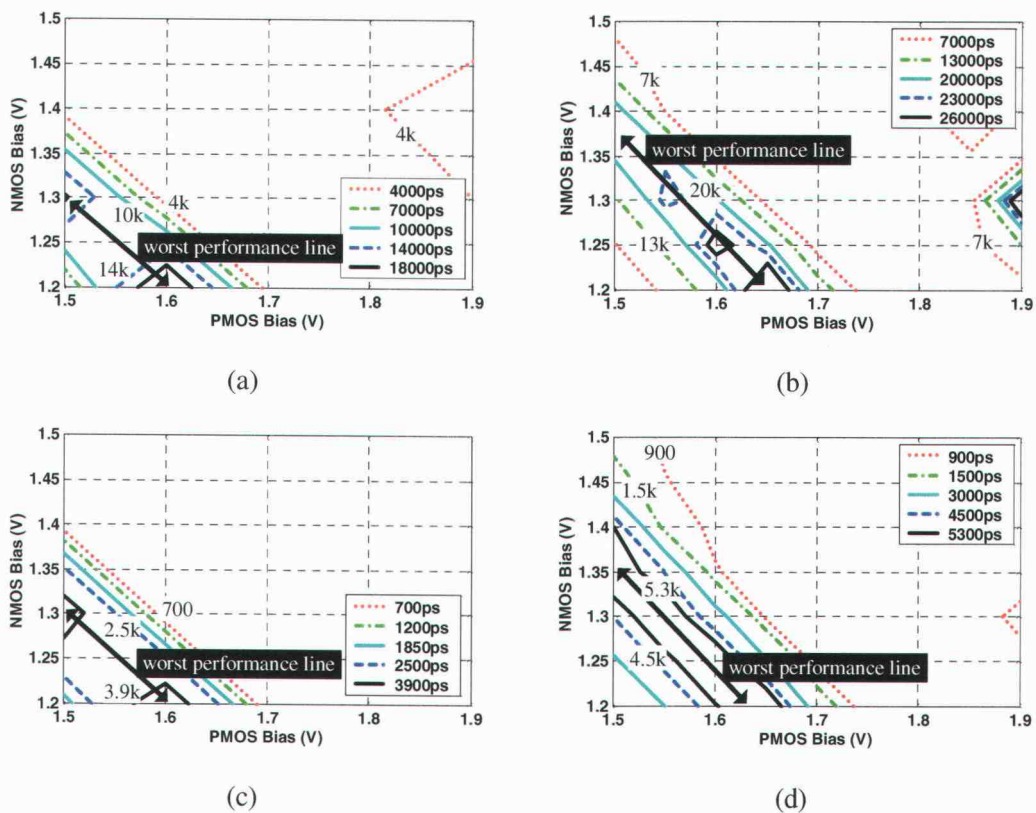 1.5
1.45
1.4
1.35
1.3
1.25
1.2
NMOS Bias (V)
4k
4k
10k
14k
worst performance line
4000ps
7000ps
10000ps
14000ps
18000ps
1.5 1.6 1.7 1.8 1.9
PMOS Bias (V)
(a)
1.5
1.45
1.4
1.35
1.3
1.25
1.2
NMOS Bias (V)
7k
worst performance line
20k
13k
7k
7000ps
13000ps
20000ps
23000ps
26000ps
1.5 1.6 1.7 1.8 1.9
PMOS Bias (V)
(b)
1.5
1.45
1.4
1.35
1.3
1.25
1.2
NMOS Bias (V)
700
2.5k
worst performance line
3.9k
700ps
1200ps
1850ps
2500ps
3900ps
1.5 1.6 1.7 1.8 1.9
PMOS Bias (V)
(c)
1.5
1.45
1.4
1.35
1.3
1.25
1.2
NMOS Bias (V)
900
1.5k
5.3k
4.5k
worst performance line
900ps
1500ps
3000ps
4500ps
5300ps
1.5 1.6 1.7 1.8 1.9
PMOS Bias (V)
(d)